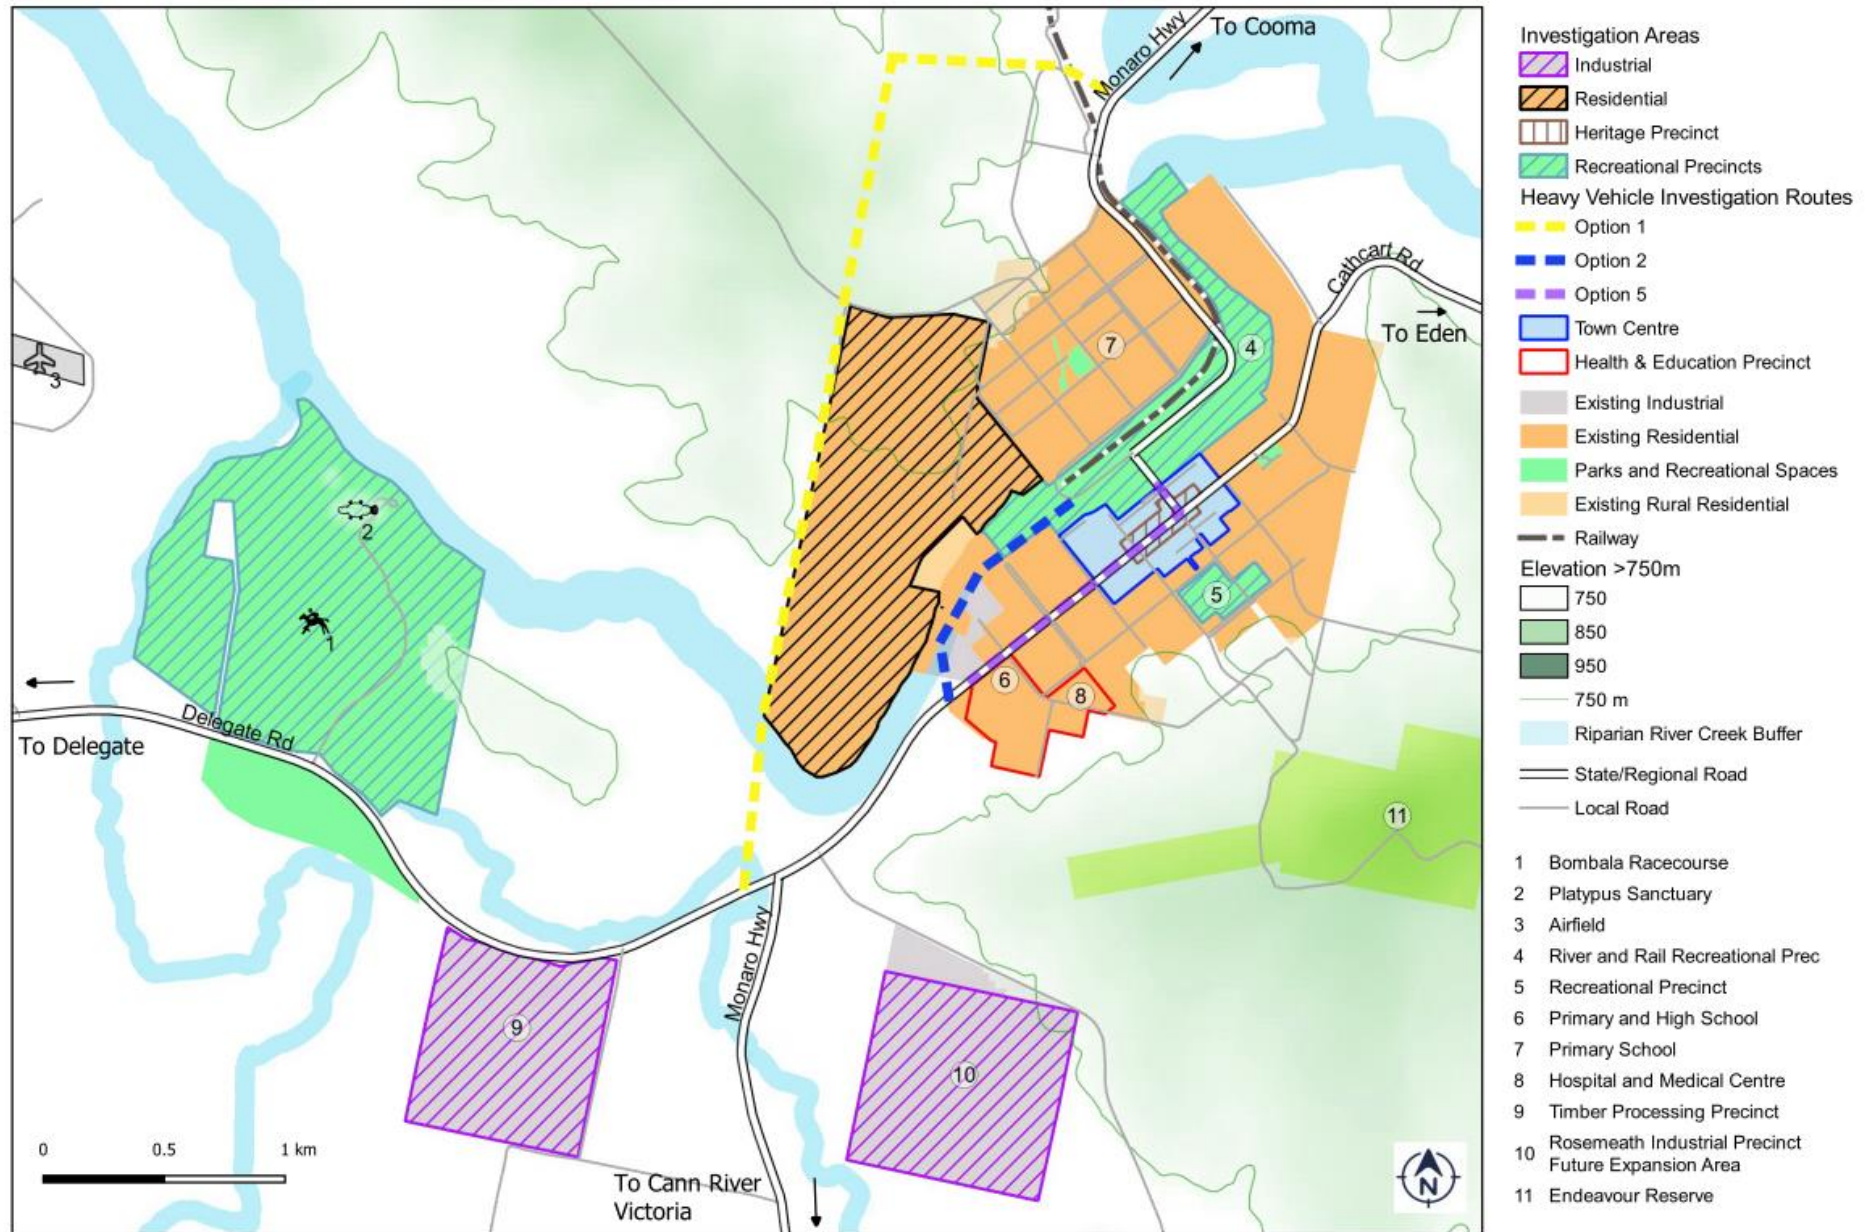 To Cooma
Monaro Hwy
Cathcart Rd
To Eden
7
4
3
2
1
5
6
8
Delegate Rd
To Delegate
11
Monaro Hwy
9
10
0 0.5 1 km
To Cann River
Victoria
N
Investigation Areas
Industrial
Residential
Heritage Precinct
Recreational Precincts
Heavy Vehicle Investigation Routes
Option 1
Option 2
Option 5
Town Centre
Health & Education Precinct
Existing Industrial
Existing Residential
Parks and Recreational Spaces
Existing Rural Residential
Railway
Elevation >750m
750
850
950
750 m
Riparian River Creek Buffer
State/Regional Road
Local Road
1 Bombala Racecourse
2 Platypus Sanctuary
3 Airfield
4 River and Rail Recreational Prec
5 Recreational Precinct
6 Primary and High School
7 Primary School
8 Hospital and Medical Centre
9 Timber Processing Precinct
10 Rosemeath Industrial Precinct
Future Expansion Area
11 Endeavour Reserve